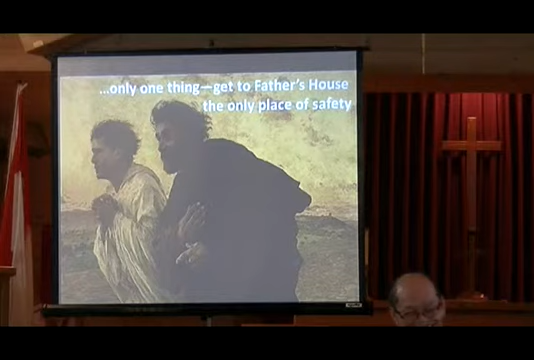 ...only one thing—get to Father's House
the only place of safety